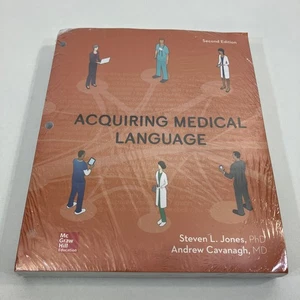 Second Edition
ACQUIRING MEDICAL
LANGUAGE
Steven L. Jones, PhD
Andrew Cavanagh, MD
Mc
Graw
Hill
Education